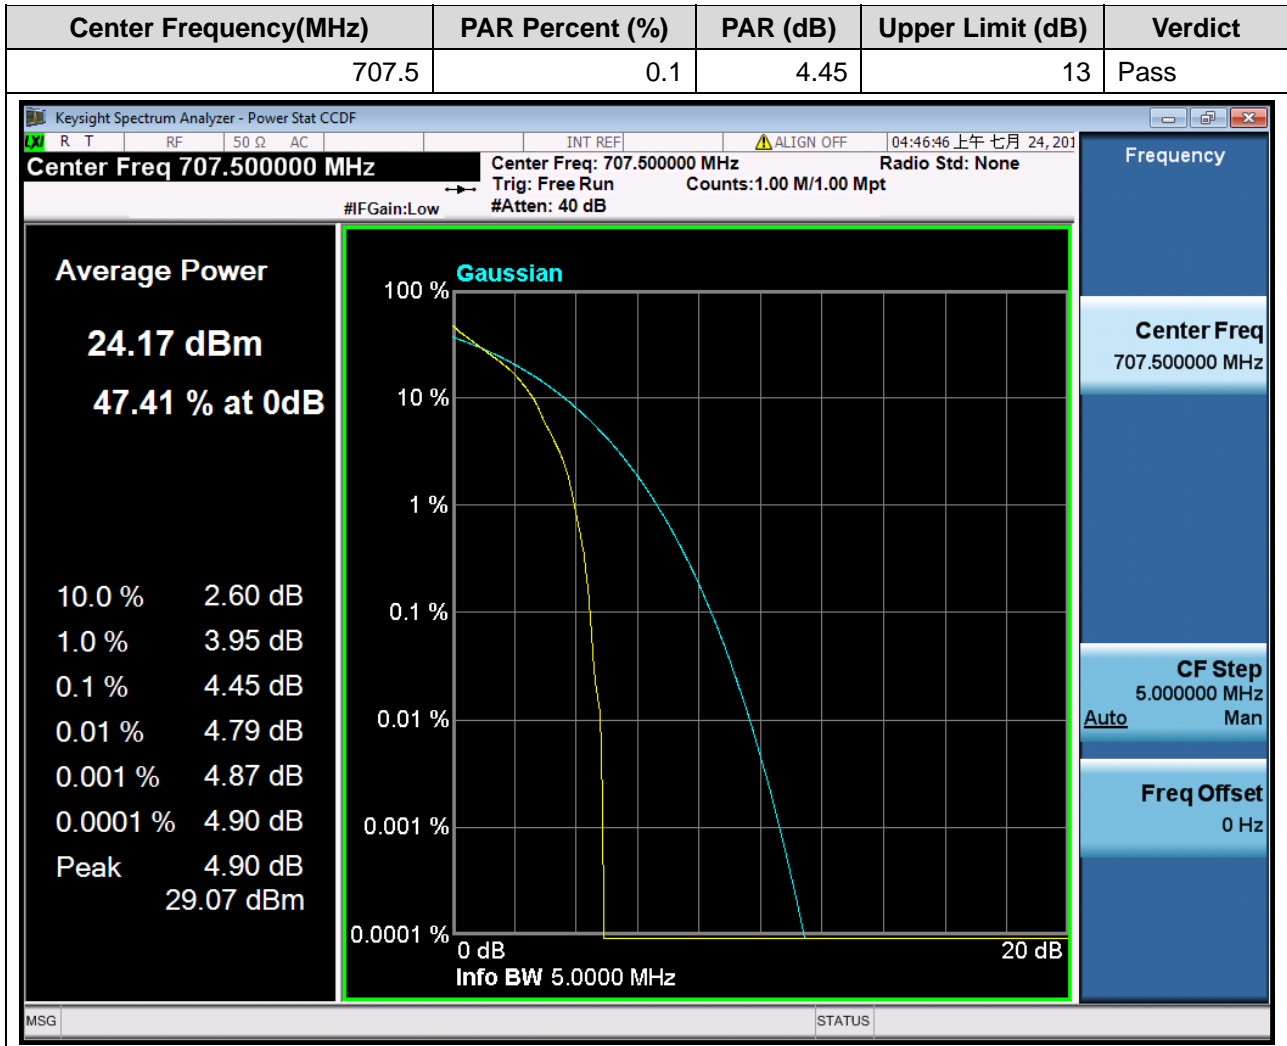 Center Frequency(MHz) PAR Percent (%) PAR (dB) Upper Limit (dB) Verdict
707.5 0.1 4.45 13 Pass
Keysight Spectrum Analyzer - Power Stat CCDF
LXI R T RF 50 Ω AC INT REF ALIGN OFF 04:46:46 上午 七月 24, 201
Center Freq 707.500000 MHz
Center Freq: 707.500000 MHz Radio Std: None
Trig: Free Run Counts:1.00 M/1.00 Mpt
#IFGain:Low #Atten: 40 dB
Average Power
24.17 dBm
47.41 % at 0dB
10.0 % 2.60 dB
1.0 % 3.95 dB
0.1 % 4.45 dB
0.01 % 4.79 dB
0.001 % 4.87 dB
0.0001 % 4.90 dB
Peak 4.90 dB
29.07 dBm
Gaussian
100 %
10 %
1 %
0.1 %
0.01 %
0.001 %
0.0001 %
0 dB 20 dB
Info BW 5.0000 MHz
Frequency
Center Freq
707.500000 MHz
CF Step
5.000000 MHz
Auto Man
Freq Offset
0 Hz
MSG STATUS